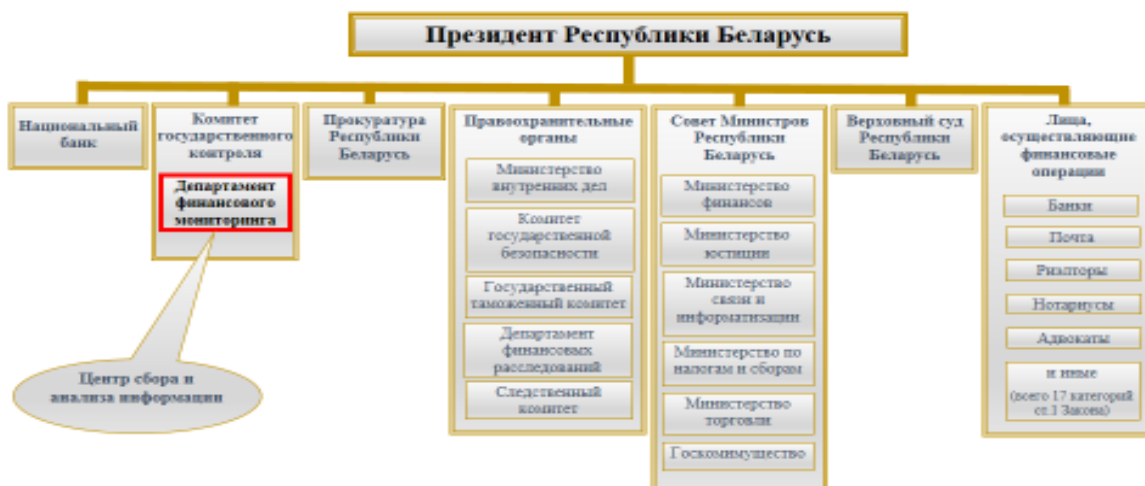 Президент Республики Беларусь
Национальный
банк
Комитет
государственного
контроля
Департамент
финансового
мониторинга
Центр сбора и
анализа информации
Прокуратура
Республики
Беларусь
Правоохранительные
органы
Министерство
внутренних дел
Комитет
государственной
безопасности
Государственный
таможенный комитет
Департамент
финансовых
расследований
Следственный
комитет
Совет Министров
Республики
Беларусь
Министерство
финансов
Министерство
юстиции
Министерство
связи и
информатизации
Министерство по
налогам и сборам
Министерство
торговли
Госкомимущество
Верховный суд
Республики
Беларусь
Лица,
осуществляющие
финансовые
операции
Банки
Почта
Риэлторы
Нотариусы
Адвокаты
и иные
(всего 17 категорий
ст.1 Закона)